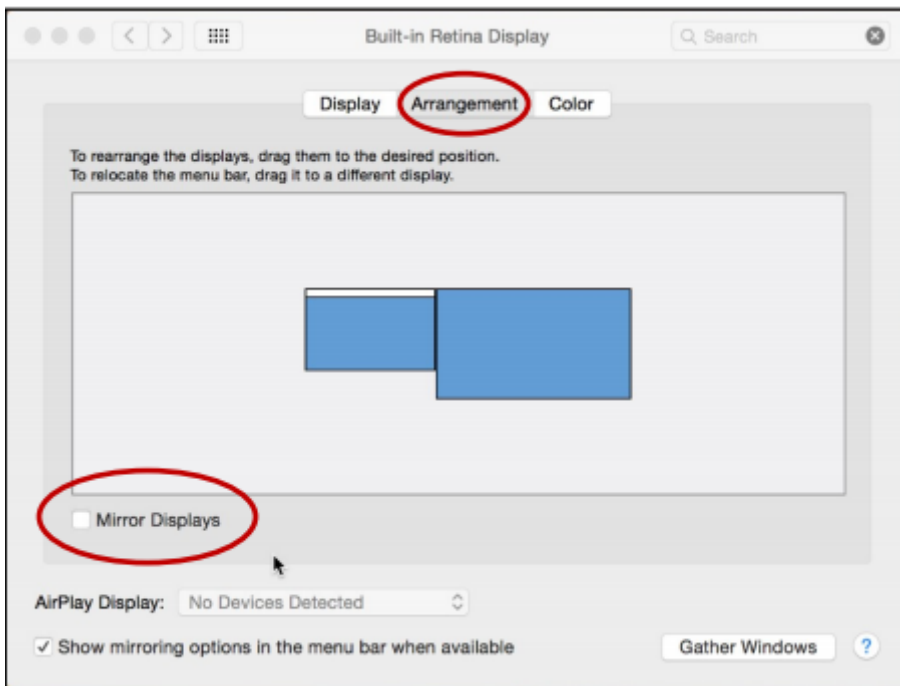 Built-in Retina Display
Search
Display Arrangement Color
To rearrange the displays, drag them to the desired position.
To relocate the menu bar, drag it to a different display.
Mirror Displays
AirPlay Display: No Devices Detected
Show mirroring options in the menu bar when available
Gather Windows
?